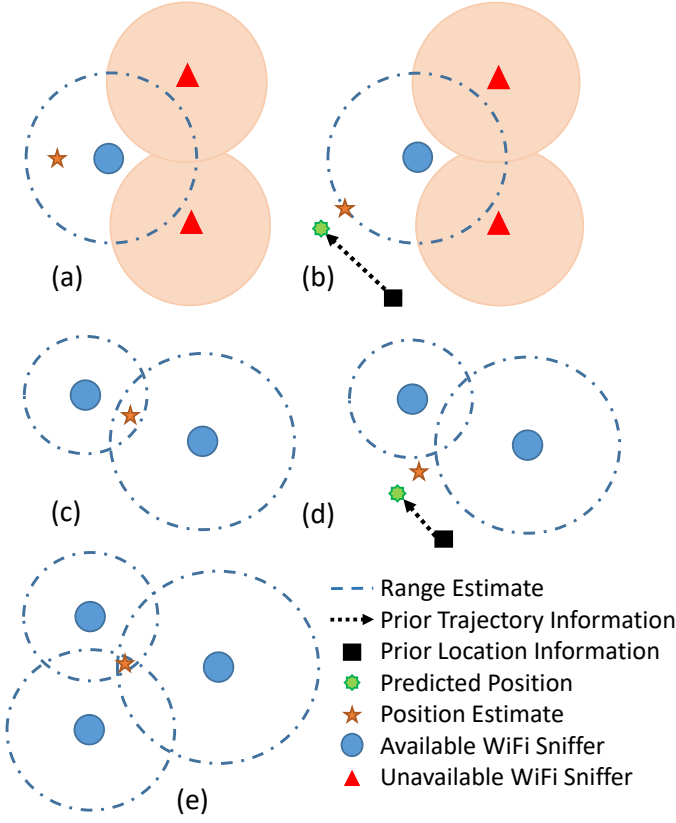 (a)
(b)
(c)
(d)
(e)
Range Estimate
Prior Trajectory Information
Prior Location Information
Predicted Position
Position Estimate
Available WiFi Sniffer
Unavailable WiFi Sniffer